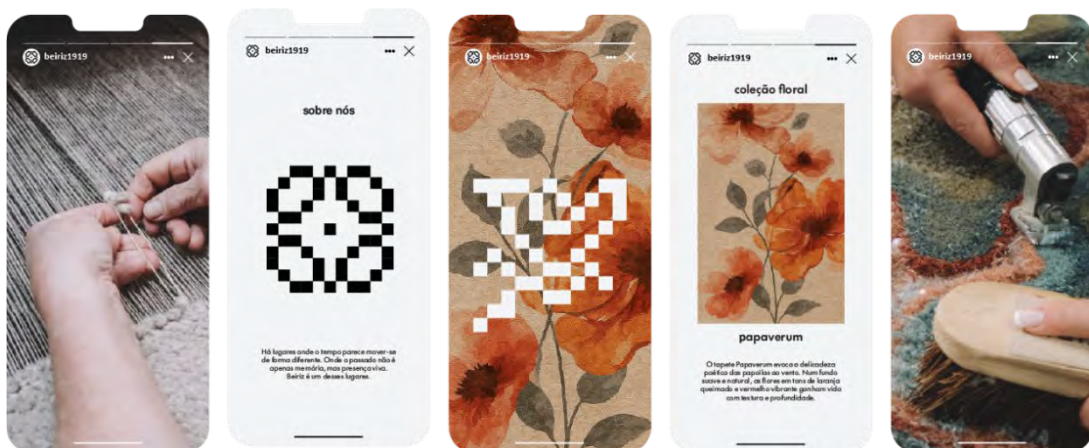 beiriz1919
beiriz1919
sobre nós
Há lugares onde o tempo parece mover-se
de forma diferente. Onde o passado não é
apenas memória, mas presença viva.
Beiriz é um desses lugares.
beiriz1919
beiriz1919
coleção floral
papaverum
O tapete Papaverum evoca a delicadeza
poética das papoilas ao vento. Num fundo
suave e natural, as flores em tons de laranja
queimado e vermelho vibrante ganham vida
com textura e profundidade.
beiriz1919